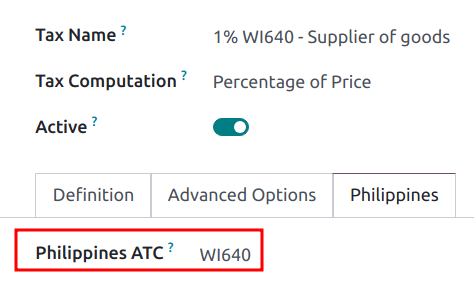 Tax Name ? 1% WI640 - Supplier of goods
Tax Computation ? Percentage of Price
Active ?
Definition Advanced Options Philippines
Philippines ATC ? WI640